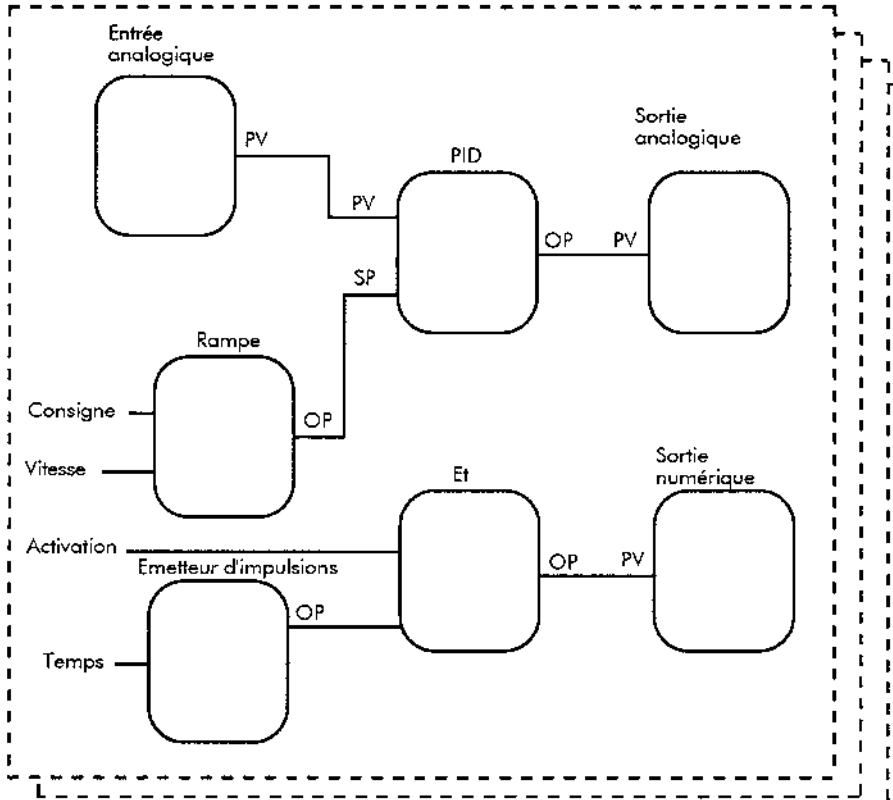 Entrée
analogique
PV
Sortie
analogique
PID
PV
OP
PV
SP
Rampe
Consigne
OP
Vitesse
Et
Sortie
numérique
Activation
Emetteur d'impulsions
OP
PV
OP
Temps